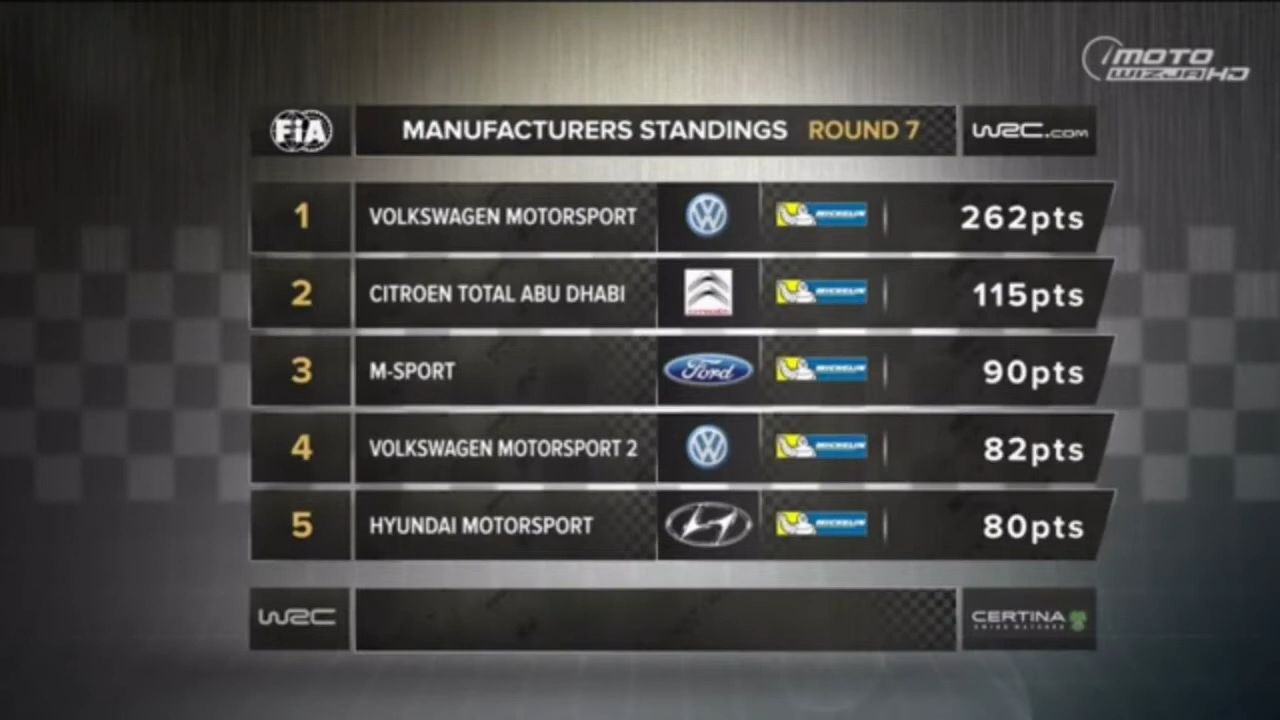 MOTO
WIZJA HD
FiA MANUFACTURERS STANDINGS ROUND 7 WRC.com
1 VOLKSWAGEN MOTORSPORT MICHELIN 262pts
2 CITROEN TOTAL ABU DHABI MICHELIN 115pts
3 M-SPORT Ford MICHELIN 90pts
4 VOLKSWAGEN MOTORSPORT 2 MICHELIN 82pts
5 HYUNDAI MOTORSPORT MICHELIN 80pts
WRC CERTINA
SWISS WATCHES